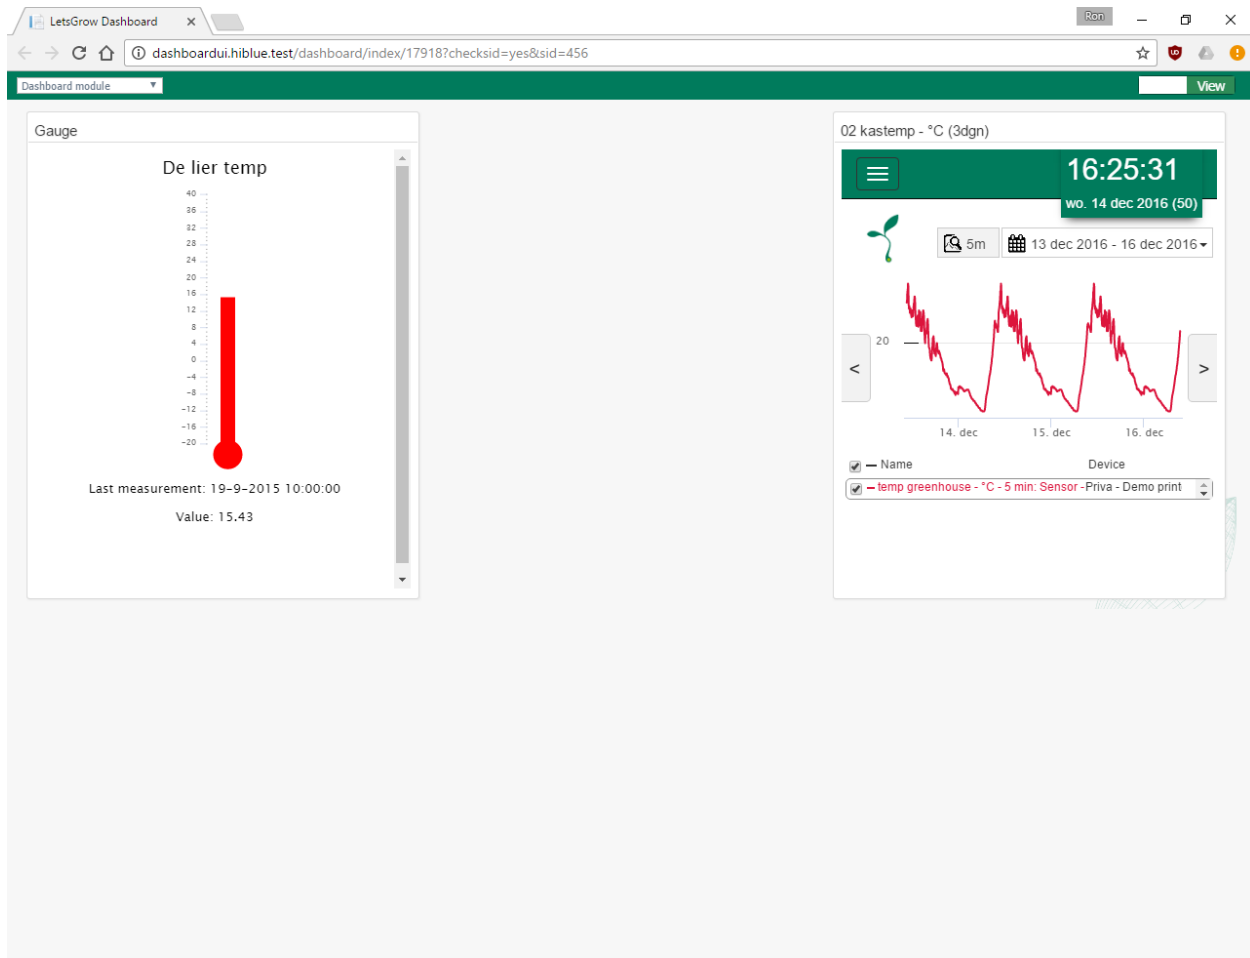 LetsGrow Dashboard
Ron
dashboardui.hiblue.test/dashboard/index/17918?checksid=yes&sid=456
Dashboard module
View
Gauge
De lier temp
40
36
32
28
24
20
16
12
8
4
0
−4
−8
−12
−16
−20
Last measurement: 19-9-2015 10:00:00
Value: 15.43
02 kastemp - °C (3dgn)
16:25:31
wo. 14 dec 2016 (50)
5m
13 dec 2016 - 16 dec 2016
20
<
>
14. dec 15. dec 16. dec
Name Device
temp greenhouse - °C - 5 min: Sensor -Priva - Demo print